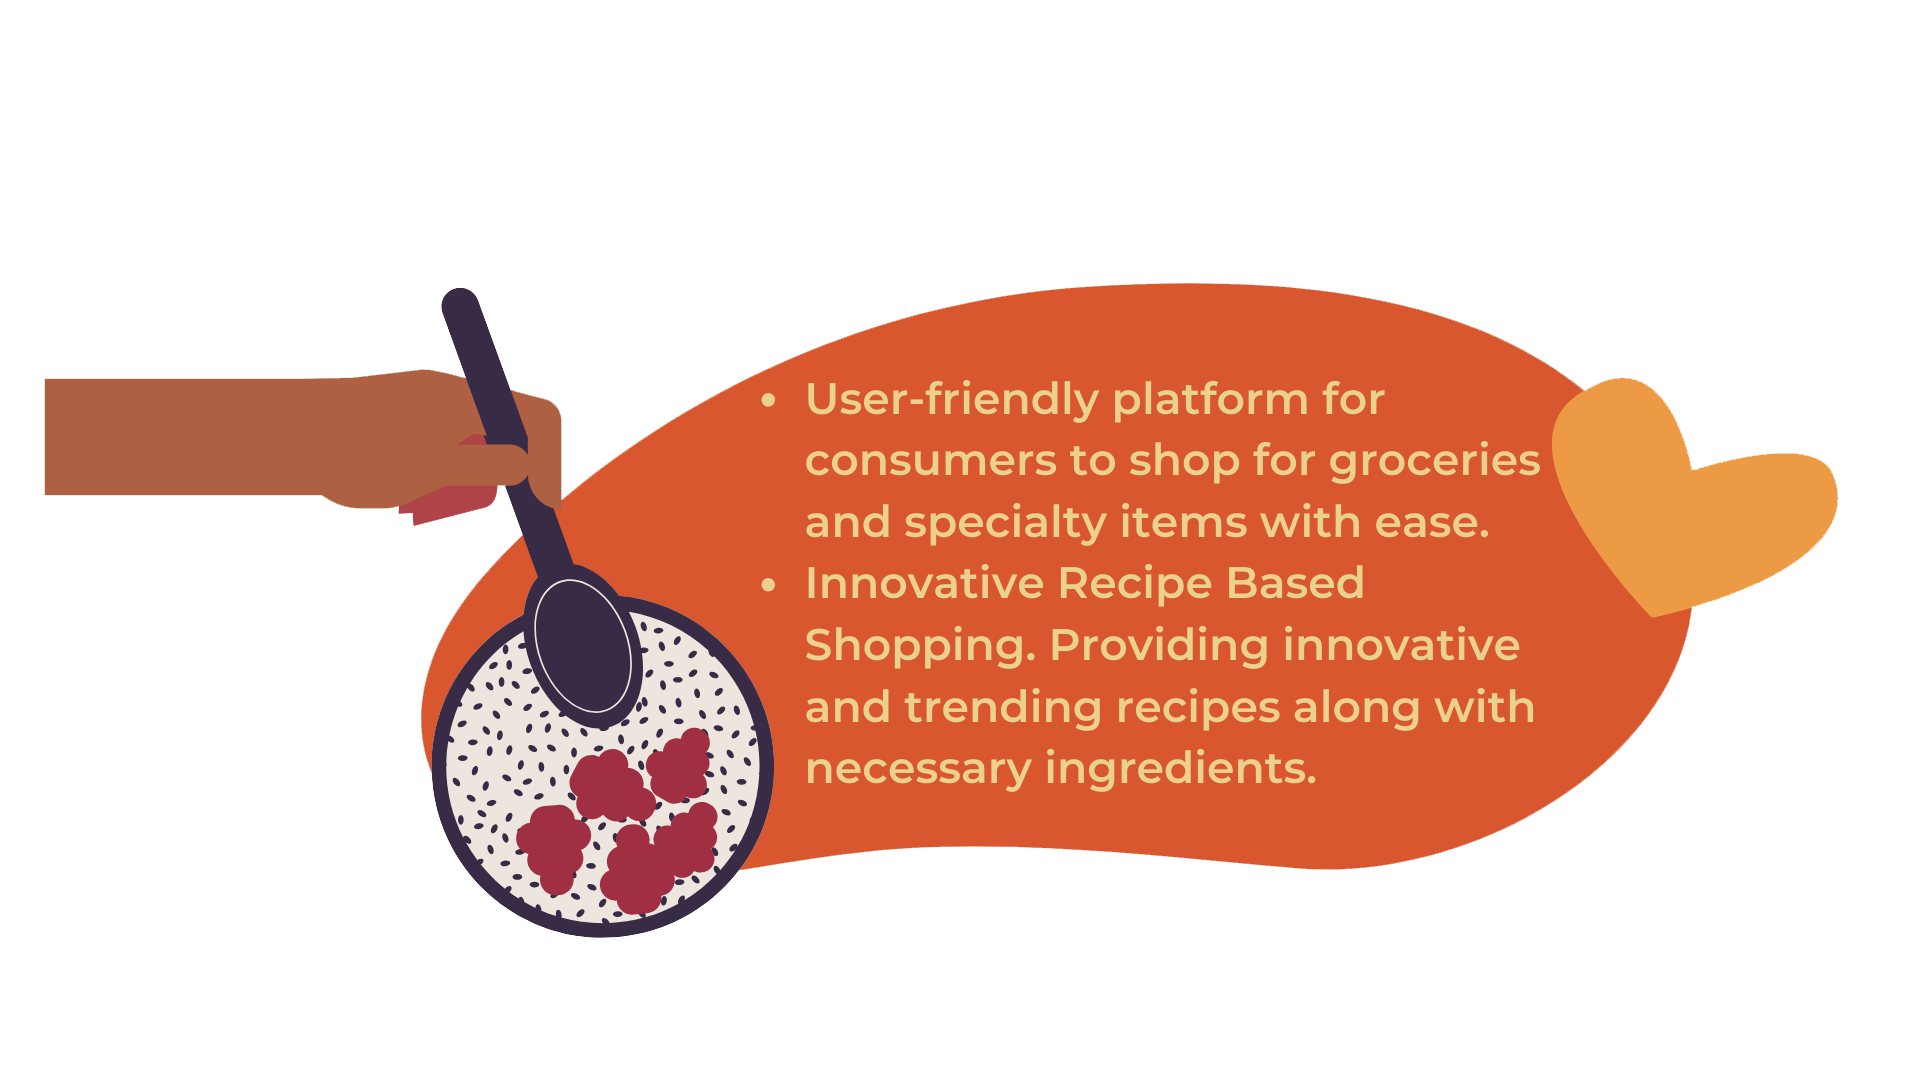 • User-friendly platform for
consumers to shop for groceries
and specialty items with ease.
• Innovative Recipe Based
Shopping. Providing innovative
and trending recipes along with
necessary ingredients.